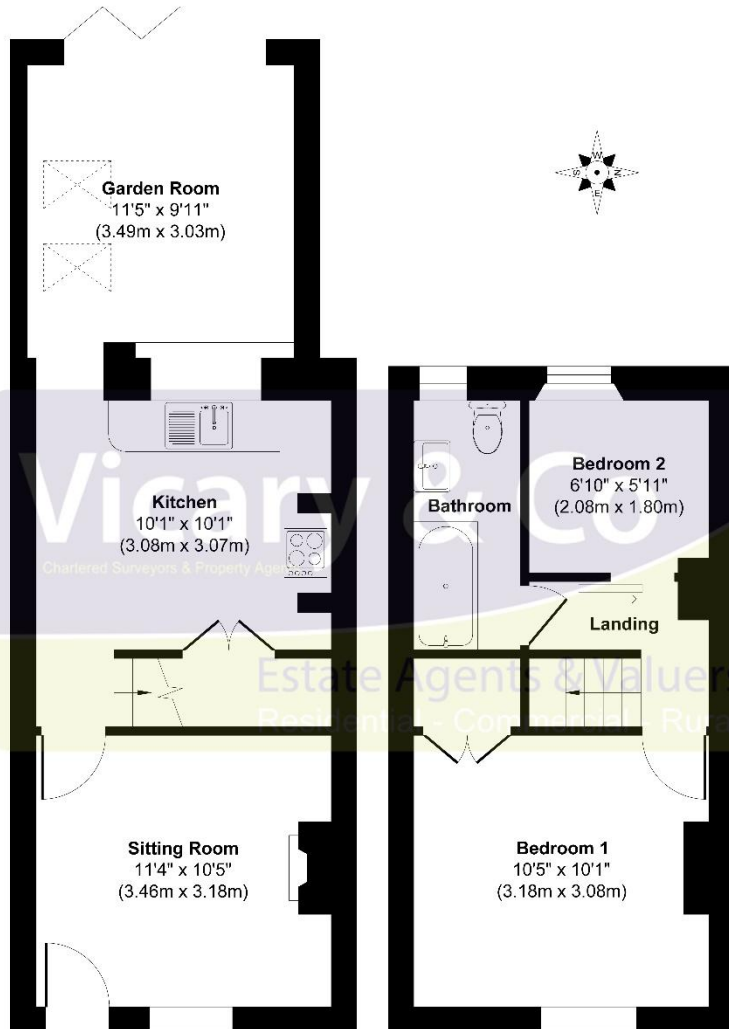 W
S N
E
Garden Room
11'5" x 9'11"
(3.49m x 3.03m)
Kitchen
10'1" x 10'1"
(3.08m x 3.07m)
Bathroom
Bedroom 2
6'10" x 5'11"
(2.08m x 1.80m)
Landing
Sitting Room
11'4" x 10'5"
(3.46m x 3.18m)
Bedroom 1
10'5" x 10'1"
(3.18m x 3.08m)
Vicary & Co
Chartered Surveyors & Property Agents
Estate Agents & Valuers
Residential - Commercial - Rural